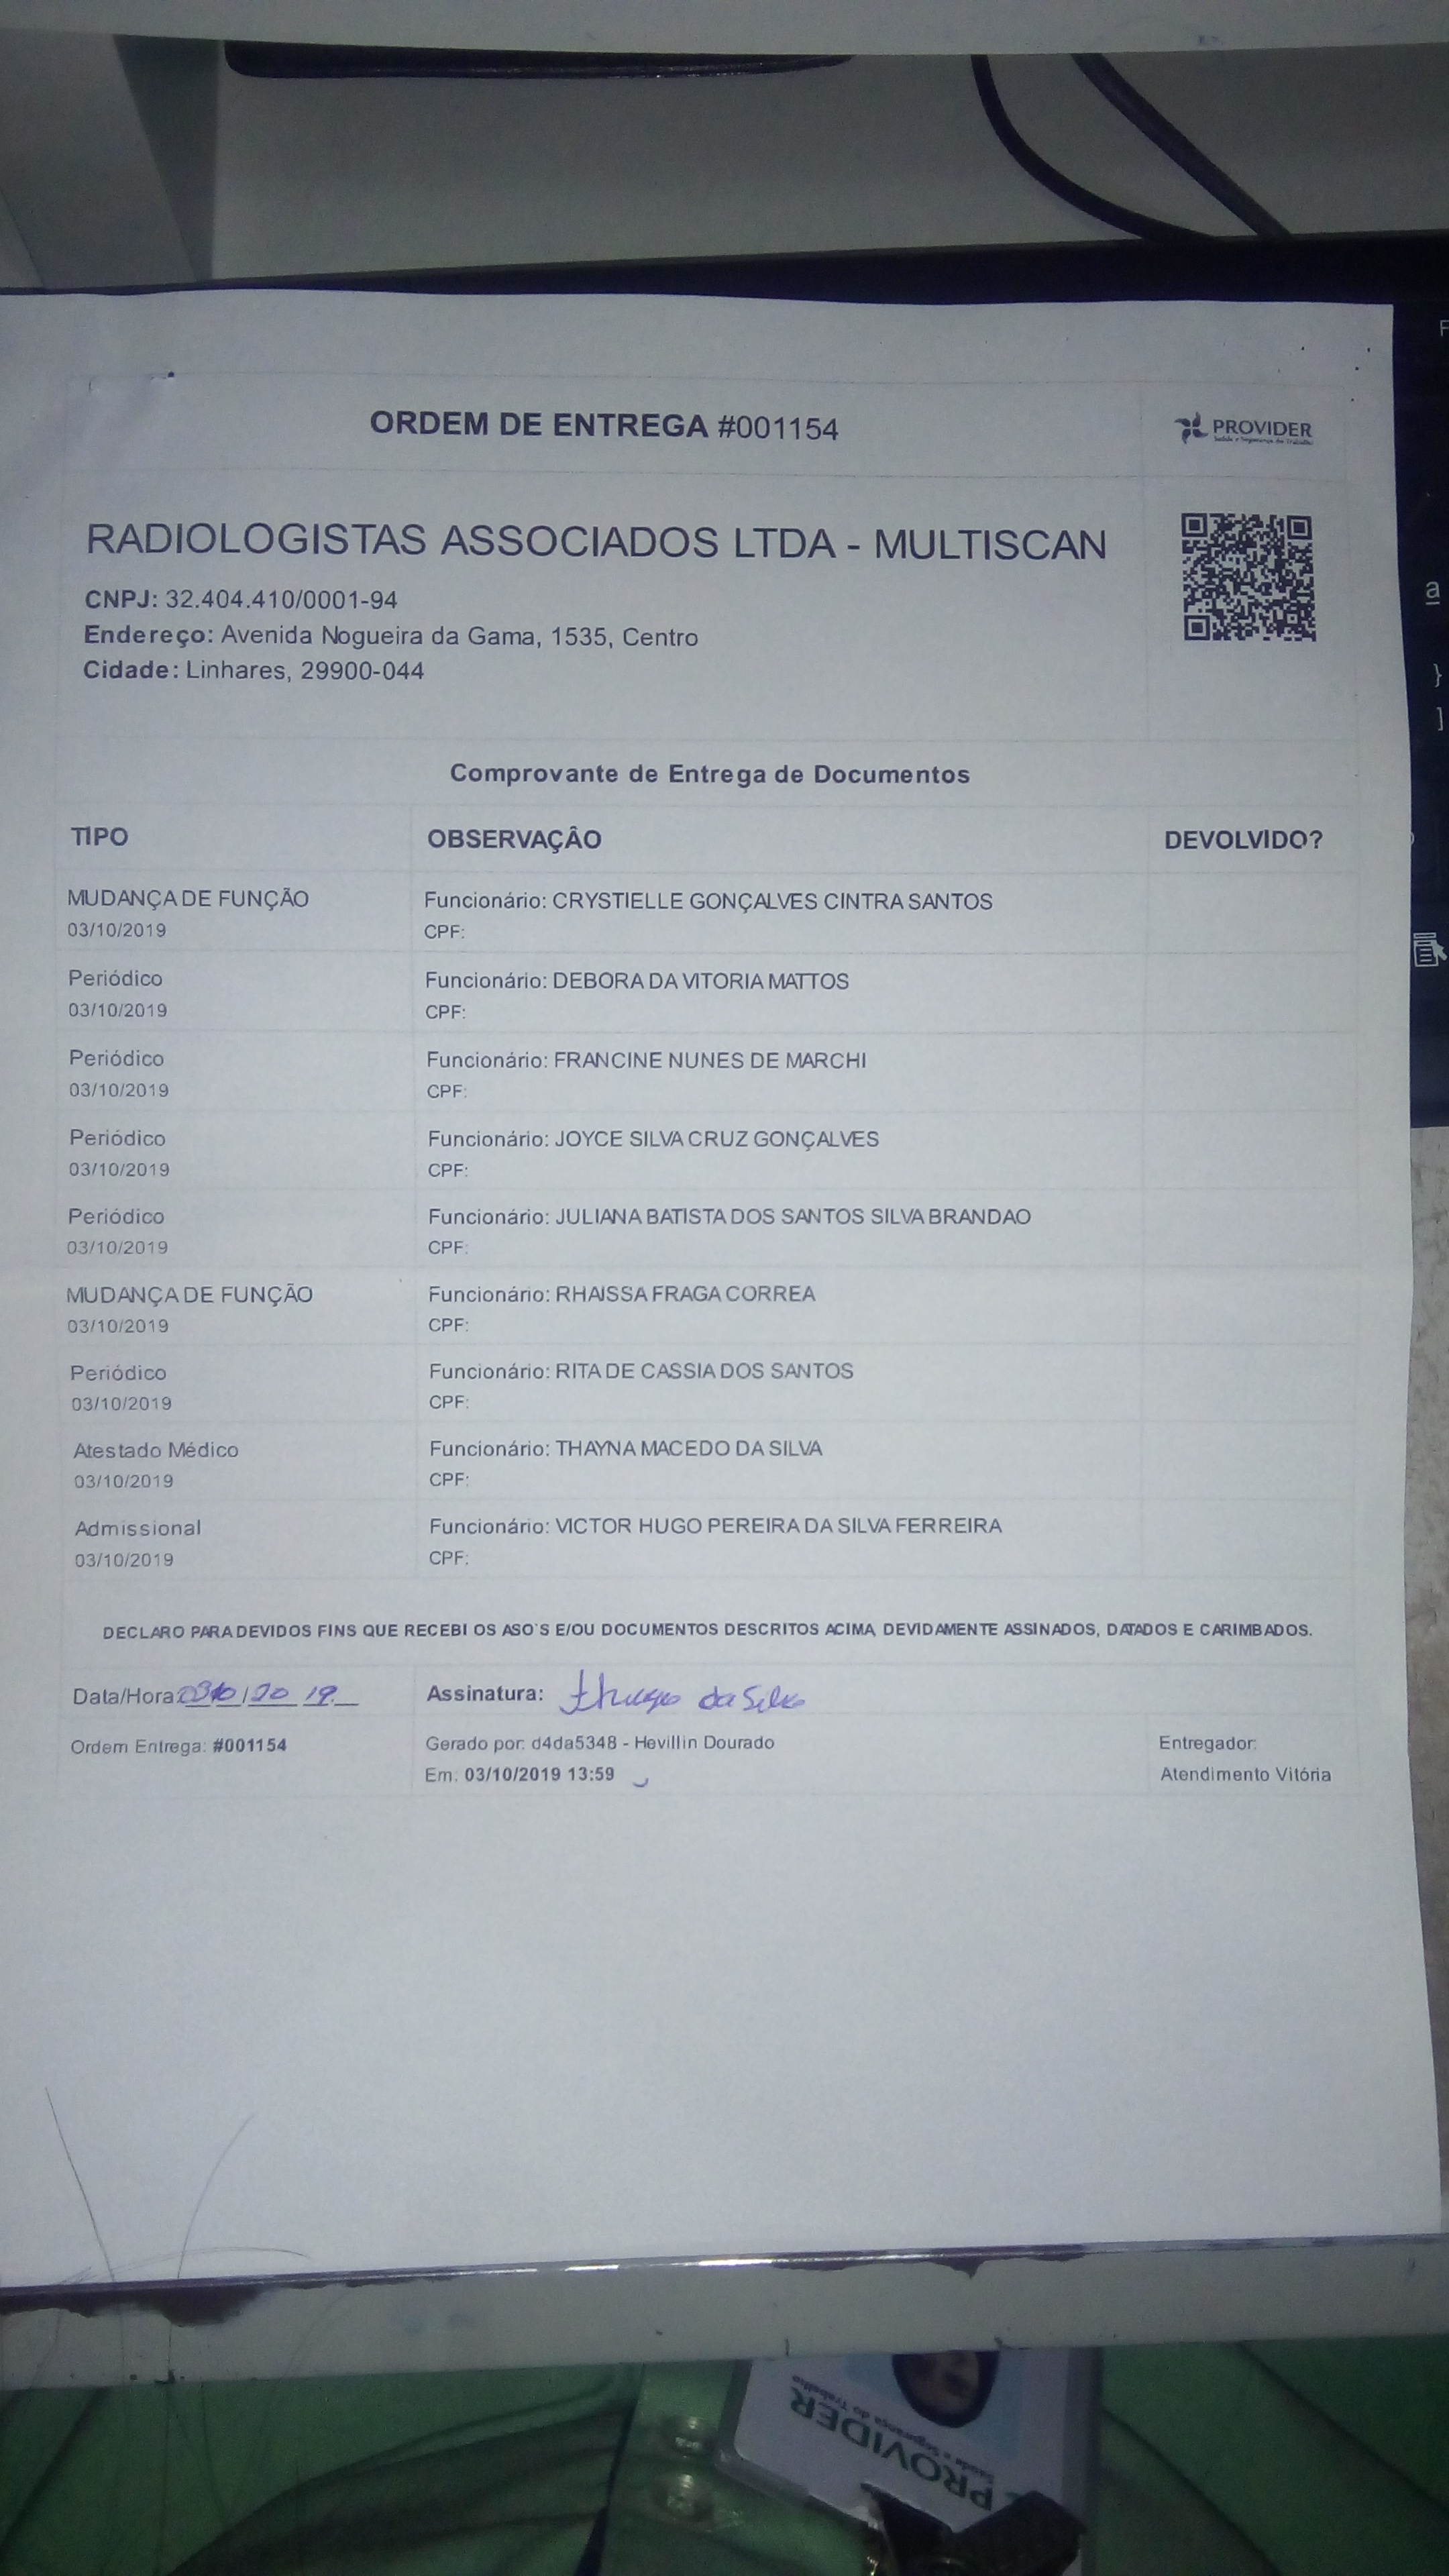 ORDEM DE ENTREGA #001154
PROVIDER
Saúde e Segurança do Trabalho
RADIOLOGISTAS ASSOCIADOS LTDA - MULTISCAN
CNPJ: 32.404.410/0001-94
Endereço: Avenida Nogueira da Gama, 1535, Centro
Cidade: Linhares, 29900-044
Comprovante de Entrega de Documentos
TIPO OBSERVAÇÂO DEVOLVIDO?
MUDANÇA DE FUNÇÃO Funcionário: CRYSTIELLE GONÇALVES CINTRA SANTOS
03/10/2019 CPF:
Periódico Funcionário: DEBORA DA VITORIA MATTOS
03/10/2019 CPF:
Periódico Funcionário: FRANCINE NUNES DE MARCHI
03/10/2019 CPF:
Periódico Funcionário: JOYCE SILVA CRUZ GONÇALVES
03/10/2019 CPF:
Periódico Funcionário: JULIANA BATISTA DOS SANTOS SILVA BRANDAO
03/10/2019 CPF:
MUDANÇA DE FUNÇÃO Funcionário: RHAISSA FRAGA CORREA
03/10/2019 CPF:
Periódico Funcionário: RITA DE CASSIA DOS SANTOS
03/10/2019 CPF:
Atestado Médico Funcionário: THAYNA MACEDO DA SILVA
03/10/2019 CPF:
Admissional Funcionário: VICTOR HUGO PEREIRA DA SILVA FERREIRA
03/10/2019 CPF:
DECLARO PARA DEVIDOS FINS QUE RECEBI OS ASO`S E/OU DOCUMENTOS DESCRITOS ACIMA, DEVIDAMENTE ASSINADOS, DATADOS E CARIMBADOS.
Data/Hora: Assinatura: da Silva
Ordem Entrega: #001154 Gerado por: d4da5348 - Hevillin Dourado Entregador:
Em: 03/10/2019 13:59 Atendimento Vitória
PROVIDER
Saúde e Segurança do Trabalho